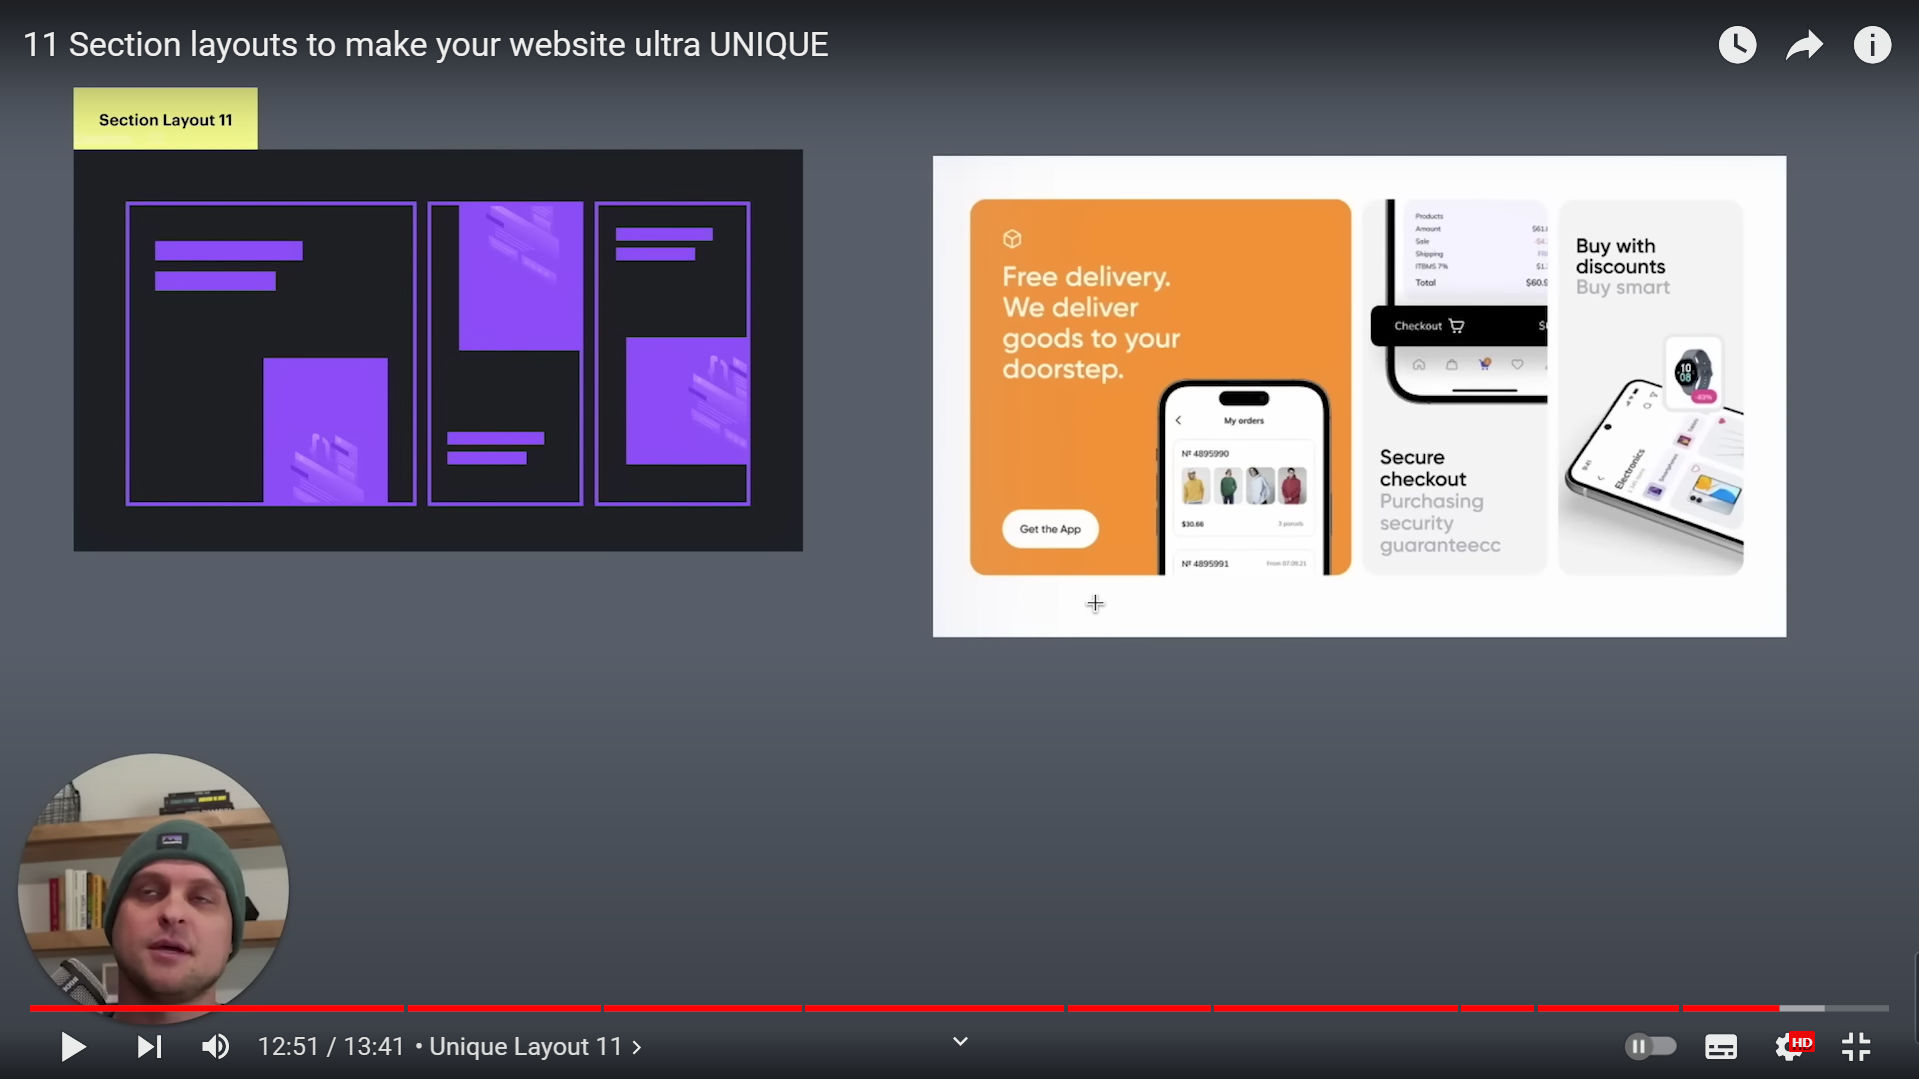 11 Section layouts to make your website ultra UNIQUE
Section Layout 11
Free delivery.
We deliver
goods to your
doorstep.
Get the App
My orders
№ 4895990
$30.66
3 parcels
№ 4895991
From 07.09.21
Products
Amount
Sale
Shipping
ITBMS 7%
Total
$60.9
Checkout
Secure
checkout
Purchasing
security
guaranteecc
Buy with
discounts
Buy smart
10
08
Electronics
12:51 / 13:41 • Unique Layout 11
HD